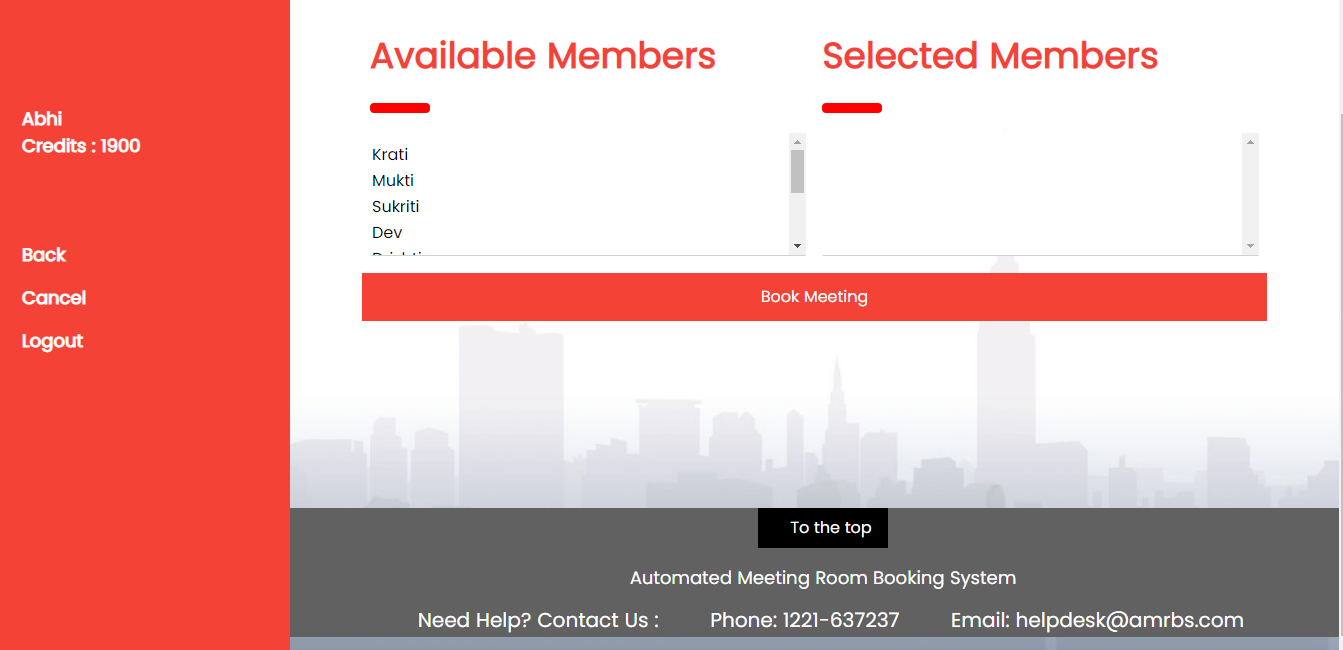 Abhi
Credits : 1900
Back
Cancel
Logout
Available Members
Krati
Mukti
Sukriti
Dev
Selected Members
Book Meeting
To the top
Automated Meeting Room Booking System
Need Help? Contact Us : Phone: 1221-637237 Email: helpdesk@amrbs.com